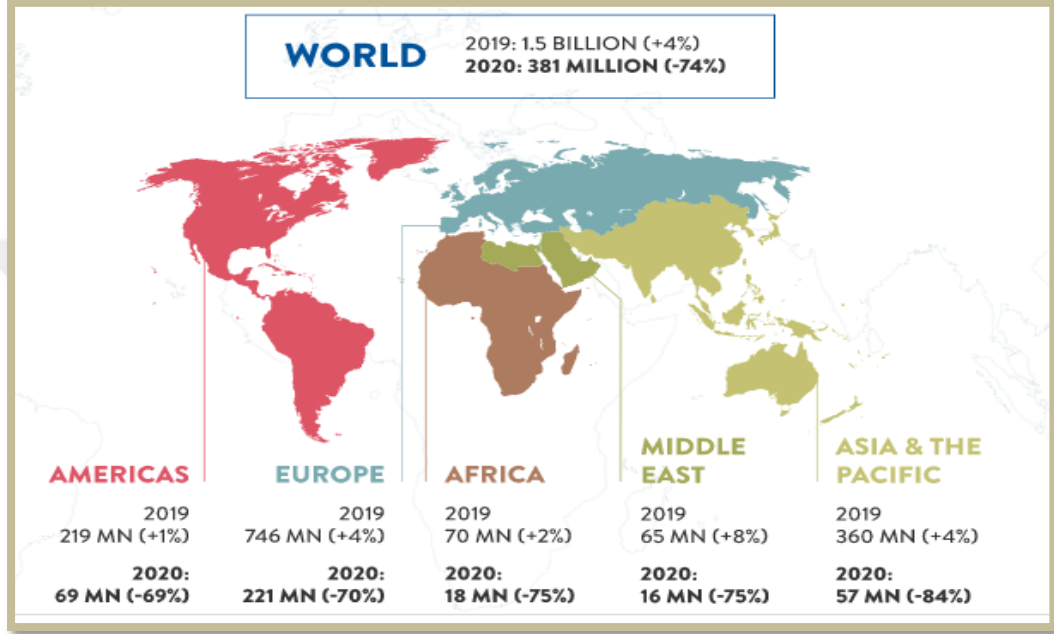 WORLD
2019: 1.5 BILLION (+4%)
2020: 381 MILLION (-74%)
AMERICAS
2019
219 MN (+1%)
2020:
69 MN (-69%)
EUROPE
2019
746 MN (+4%)
2020:
221 MN (-70%)
AFRICA
2019
70 MN (+2%)
2020:
18 MN (-75%)
MIDDLE
EAST
2019
65 MN (+8%)
2020:
16 MN (-75%)
ASIA & THE
PACIFIC
2019
360 MN (+4%)
2020:
57 MN (-84%)